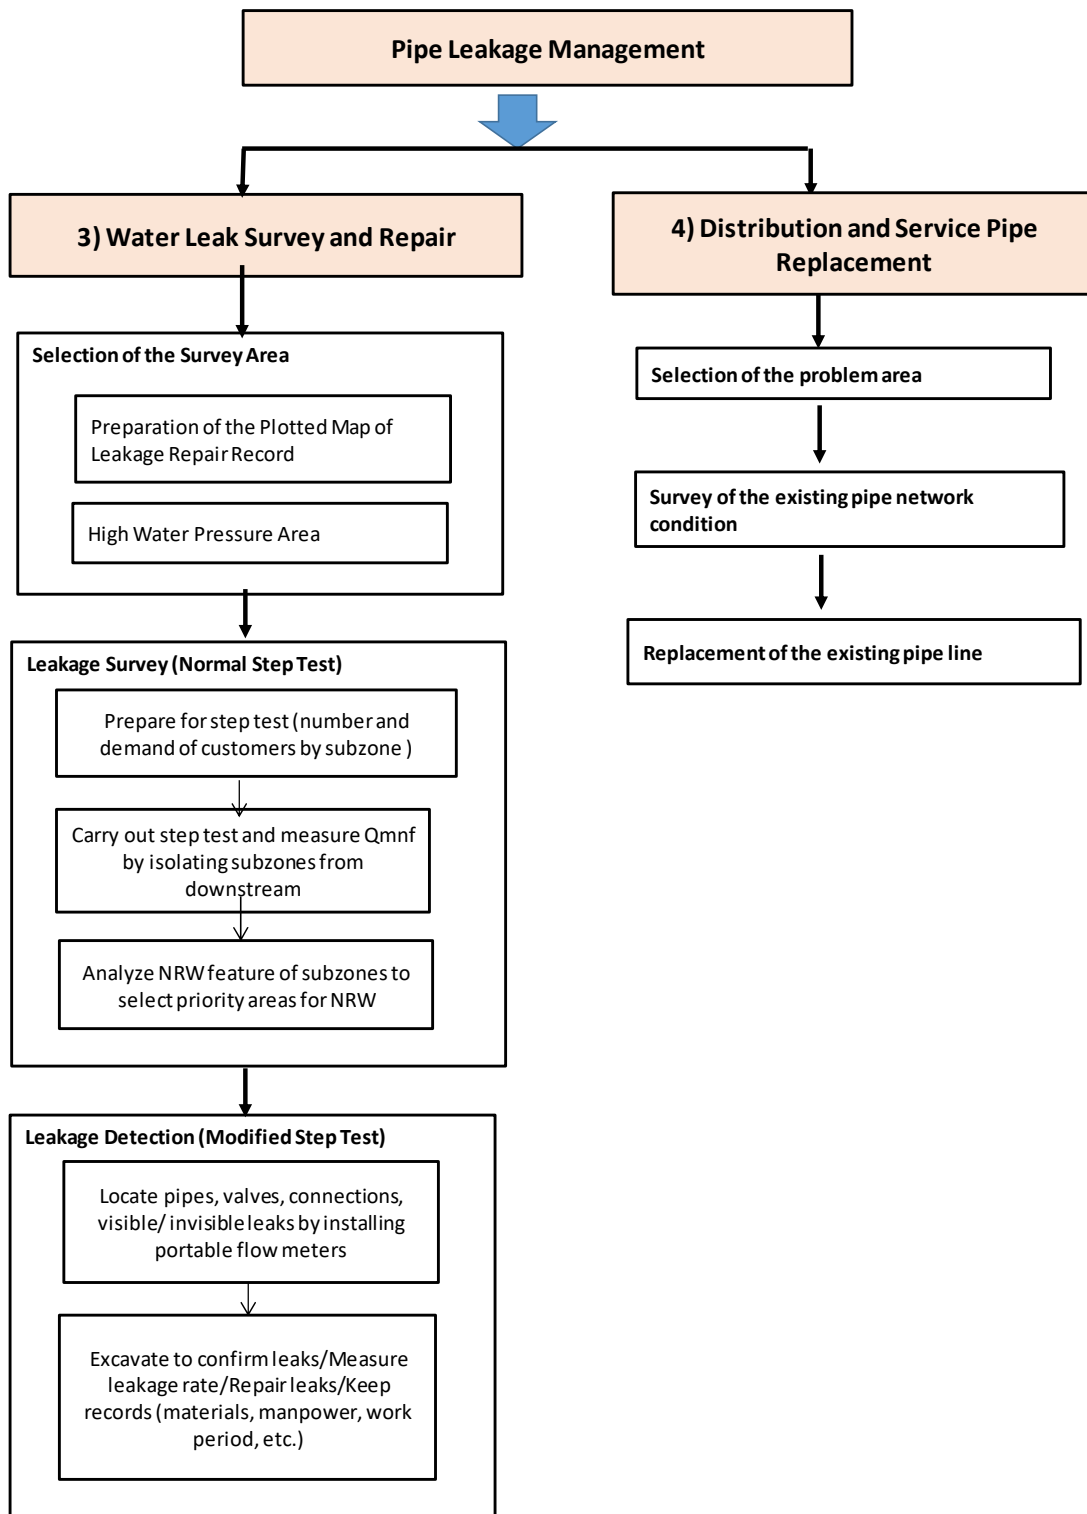 Pipe Leakage Management
3) Water Leak Survey and Repair
Selection of the Survey Area
Preparation of the Plotted Map of
Leakage Repair Record
High Water Pressure Area
Leakage Survey (Normal Step Test)
Prepare for step test (number and
demand of customers by subzone )
Carry out step test and measure Qmnf
by isolating subzones from
downstream
Analyze NRW feature of subzones to
select priority areas for NRW
Leakage Detection (Modified Step Test)
Locate pipes, valves, connections,
visible/ invisible leaks by installing
portable flow meters
Excavate to confirm leaks/Measure
leakage rate/Repair leaks/Keep
records (materials, manpower, work
period, etc.)
4) Distribution and Service Pipe
Replacement
Selection of the problem area
Survey of the existing pipe network
condition
Replacement of the existing pipe line